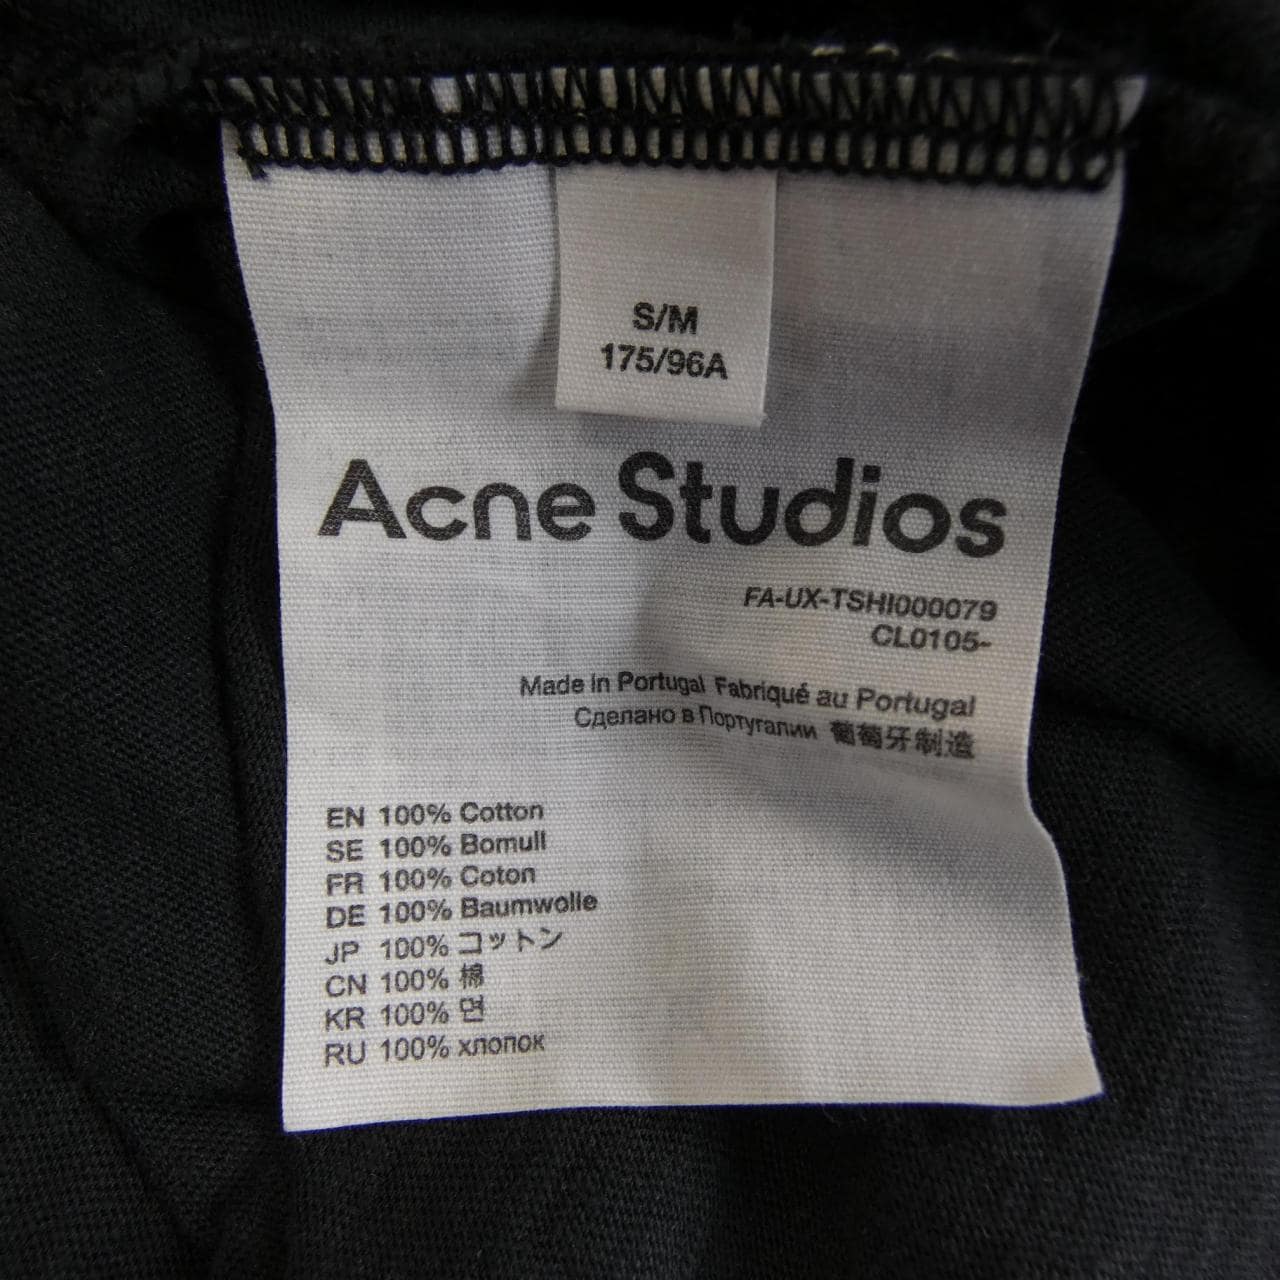 S/M
175/96A
Acne Studios
FA-UX-TSHI000079
CL0105-
Made in Portugal Fabriqué au Portugal
Сделано в Португалии 葡萄牙制造
EN 100% Cotton
SE 100% Bomull
FR 100% Coton
DE 100% Baumwolle
JP 100% コットン
CN 100% 棉
KR 100% 면
RU 100% хлопок